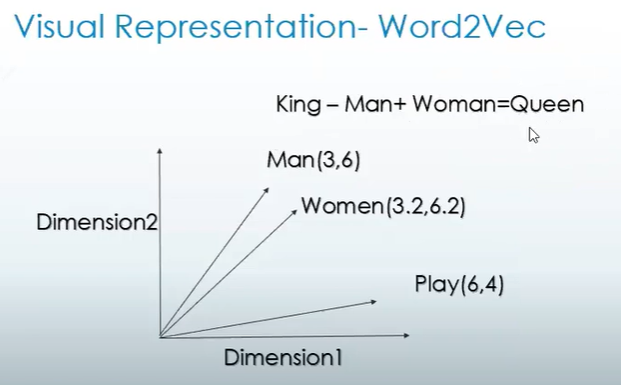 Visual Representation- Word2Vec
King – Man+ Woman=Queen
Man(3,6)
Women(3.2,6.2)
Dimension2
Play(6,4)
Dimension1